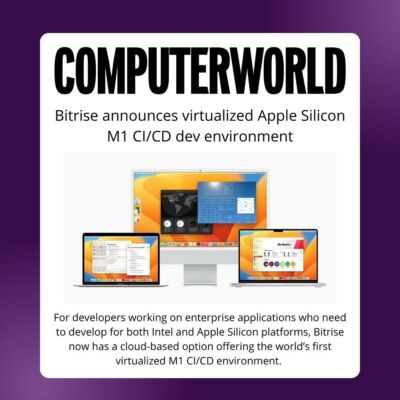 COMPUTERWORLD
Bitrise announces virtualized Apple Silicon
M1 CI/CD dev environment
For developers working on enterprise applications who need
to develop for both Intel and Apple Silicon platforms, Bitrise
now has a cloud-based option offering the world's first
virtualized M1 CI/CD environment.